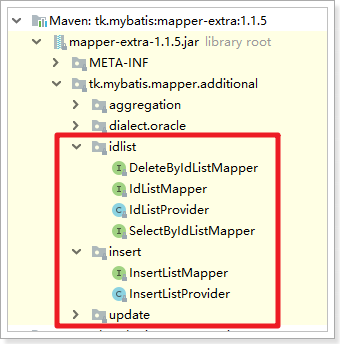 Maven: tk.mybatis:mapper-extra:1.1.5
mapper-extra-1.1.5.jar library root
META-INF
tk.mybatis.mapper.additional
aggregation
dialect.oracle
idlist
DeleteByIdListMapper
IdListMapper
IdListProvider
SelectByIdListMapper
insert
InsertListMapper
InsertListProvider
update